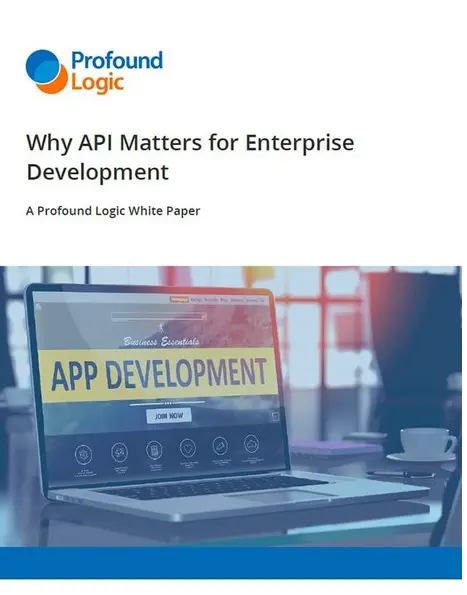 Profound
Logic
Why API Matters for Enterprise
Development
A Profound Logic White Paper
Business Essentials
APP DEVELOPMENT
JOIN NOW